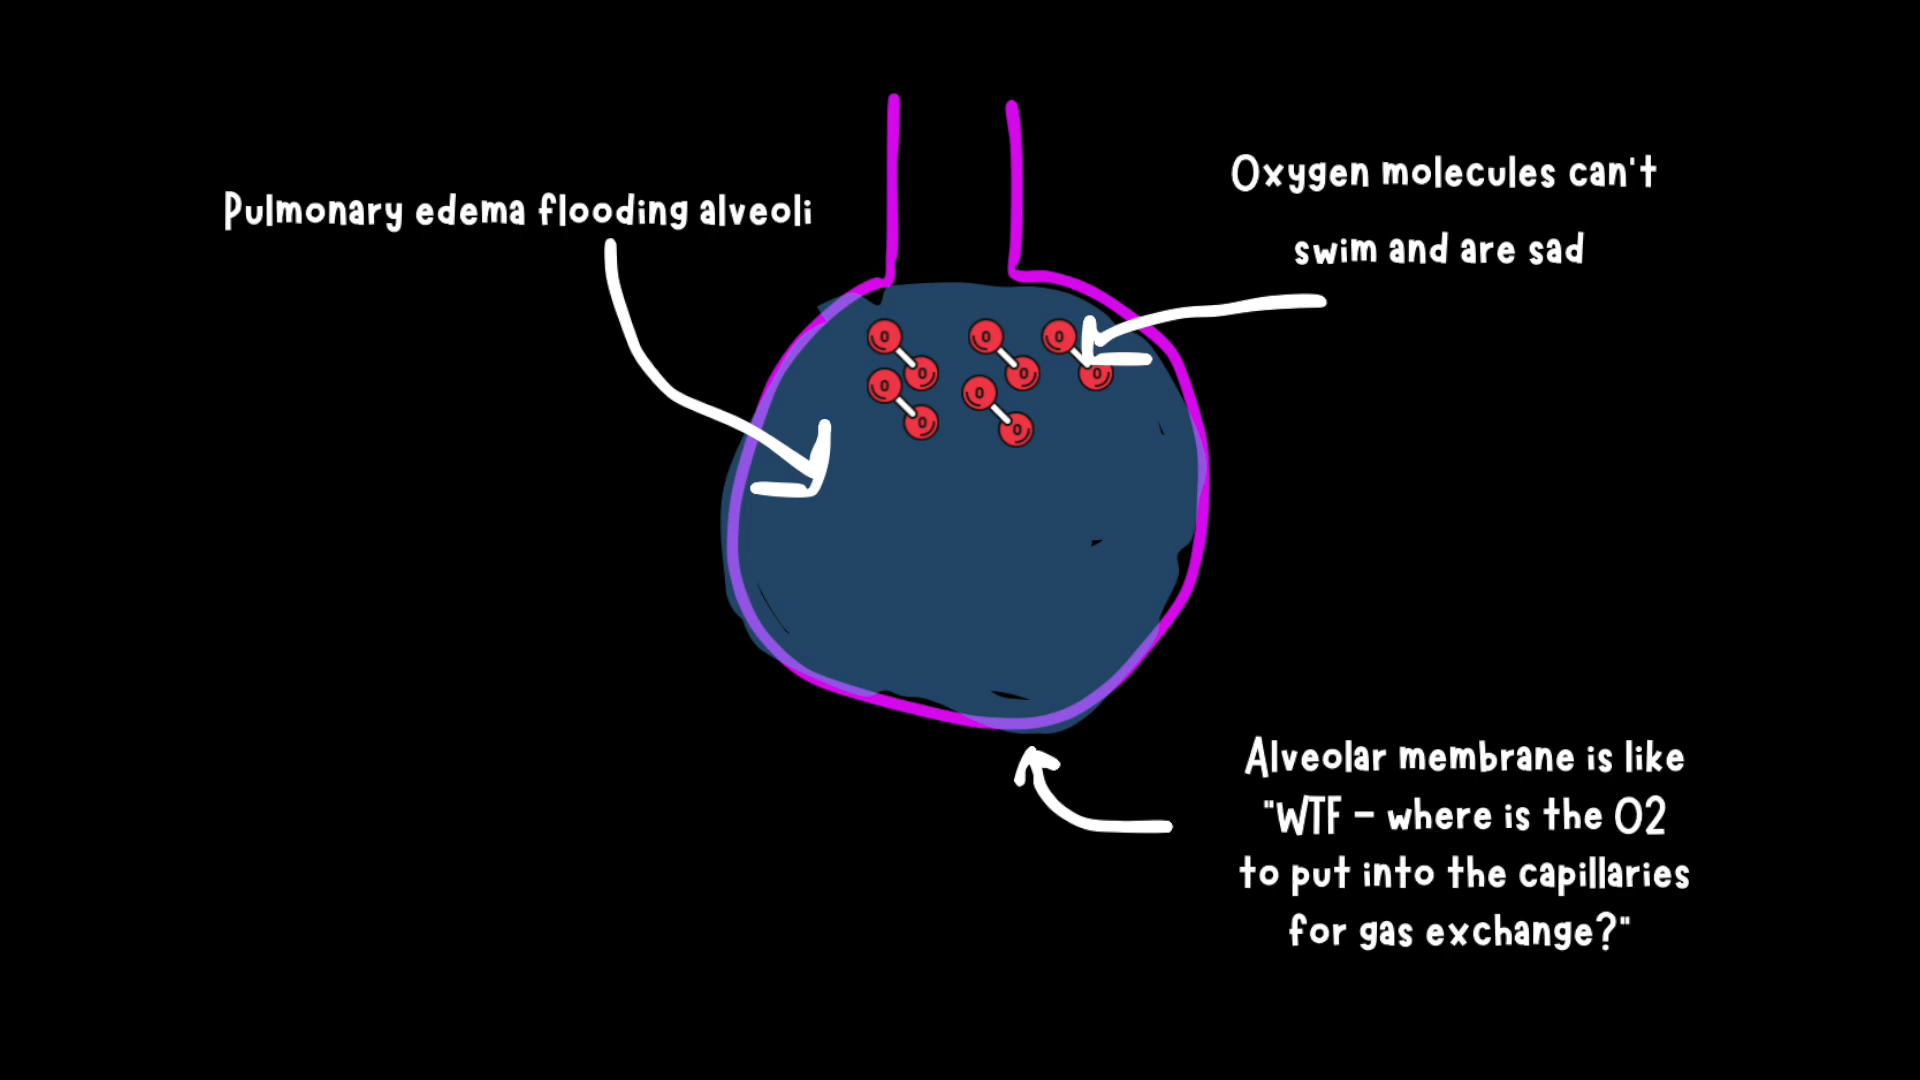 Pulmonary edema flooding alveoli
Oxygen molecules can't
swim and are sad
O O O
O O O
O O
O O
Alveolar membrane is like
"WTF - where is the O2
to put into the capillaries
for gas exchange?"